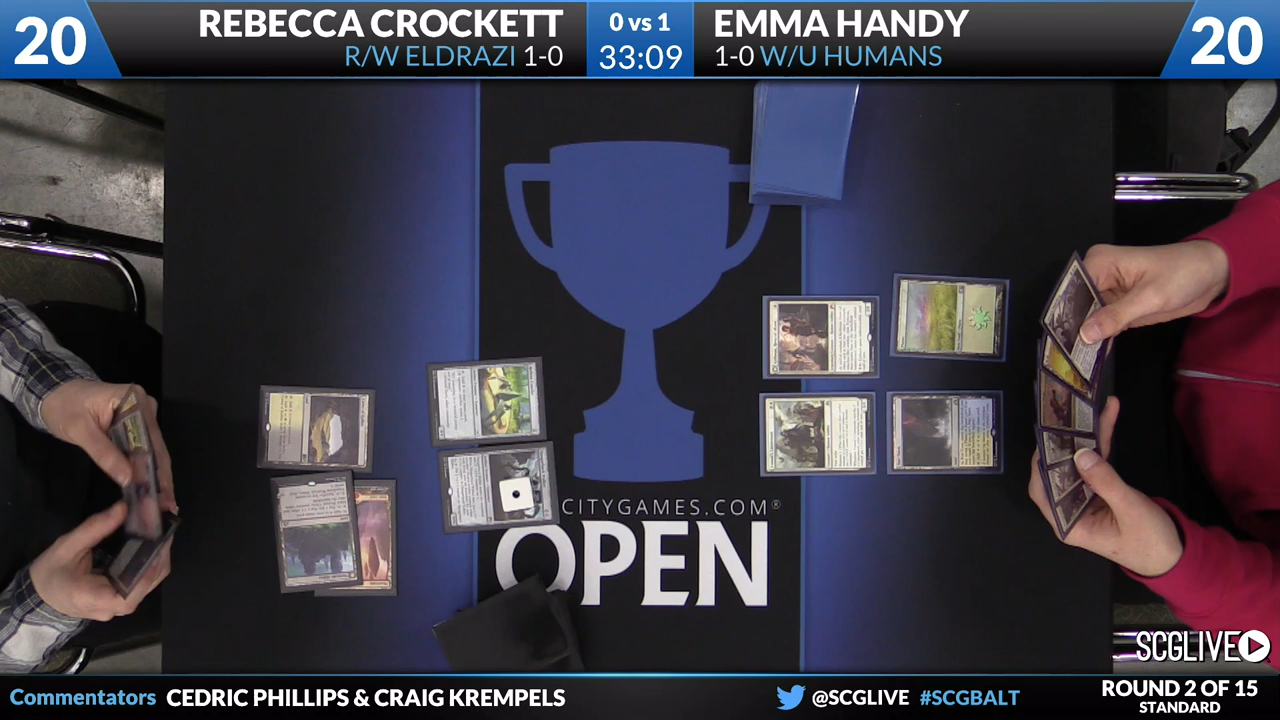 20
REBECCA CROCKETT
R/W ELDRAZI 1-0
0 vs 1
33:09
EMMA HANDY
1-0 W/U HUMANS
20
CITYGAMES.COM®
OPEN
SCGLIVE
Commentators CEDRIC PHILLIPS & CRAIG KREMPELS
@SCGLIVE #SCGBALT
ROUND 2 OF 15
STANDARD